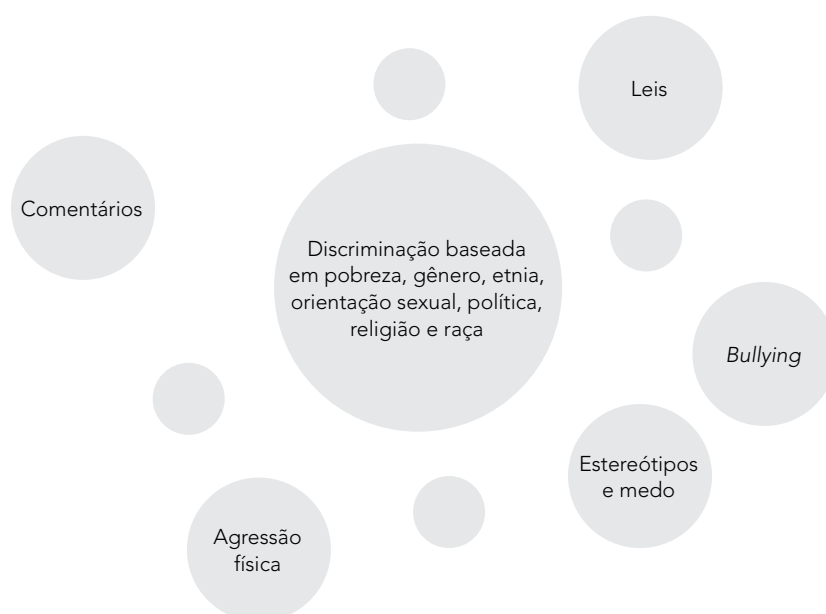 Leis
Comentários
Discriminação baseada
em pobreza, gênero, etnia,
orientação sexual, política,
religião e raça
Bullying
Estereótipos
e medo
Agressão
física